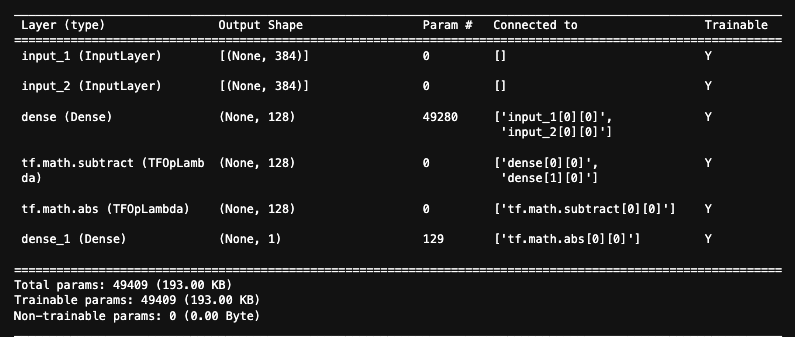 Layer (type) Output Shape Param # Connected to Trainable
input_1 (InputLayer) [(None, 384)] 0 [] Y
input_2 (InputLayer) [(None, 384)] 0 [] Y
dense (Dense) (None, 128) 49280 ['input_1[0][0]', Y
'input_2[0][0]']
tf.math.subtract (TFOpLamb (None, 128) 0 ['dense[0][0]', Y
da) 'dense[1][0]']
tf.math.abs (TFOpLambda) (None, 128) 0 ['tf.math.subtract[0][0]'] Y
dense_1 (Dense) (None, 1) 129 ['tf.math.abs[0][0]'] Y
Total params: 49409 (193.00 KB)
Trainable params: 49409 (193.00 KB)
Non-trainable params: 0 (0.00 Byte)